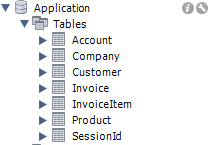 Application
Tables
Account
Company
Customer
Invoice
InvoiceItem
Product
SessionId